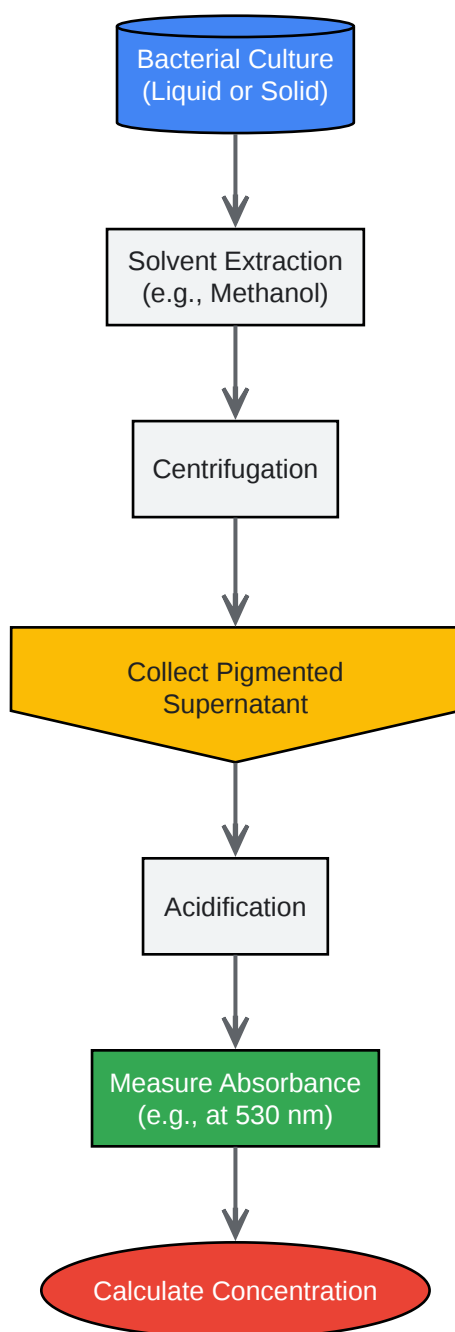 Bacterial Culture
(Liquid or Solid)
Solvent Extraction
(e.g., Methanol)
Centrifugation
Collect Pigmented
Supernatant
Acidification
Measure Absorbance
(e.g., at 530 nm)
Calculate Concentration